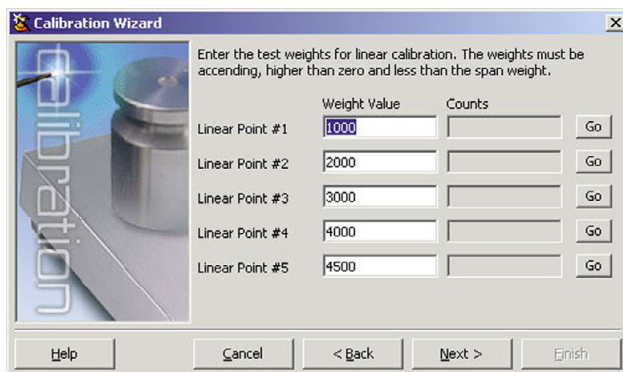 Calibration Wizard
calibration
Enter the test weights for linear calibration. The weights must be
accending, higher than zero and less than the span weight.
Weight Value Counts
Linear Point #1 1000 Go
Linear Point #2 2000 Go
Linear Point #3 3000 Go
Linear Point #4 4000 Go
Linear Point #5 4500 Go
Help Cancel < Back Next > Finish